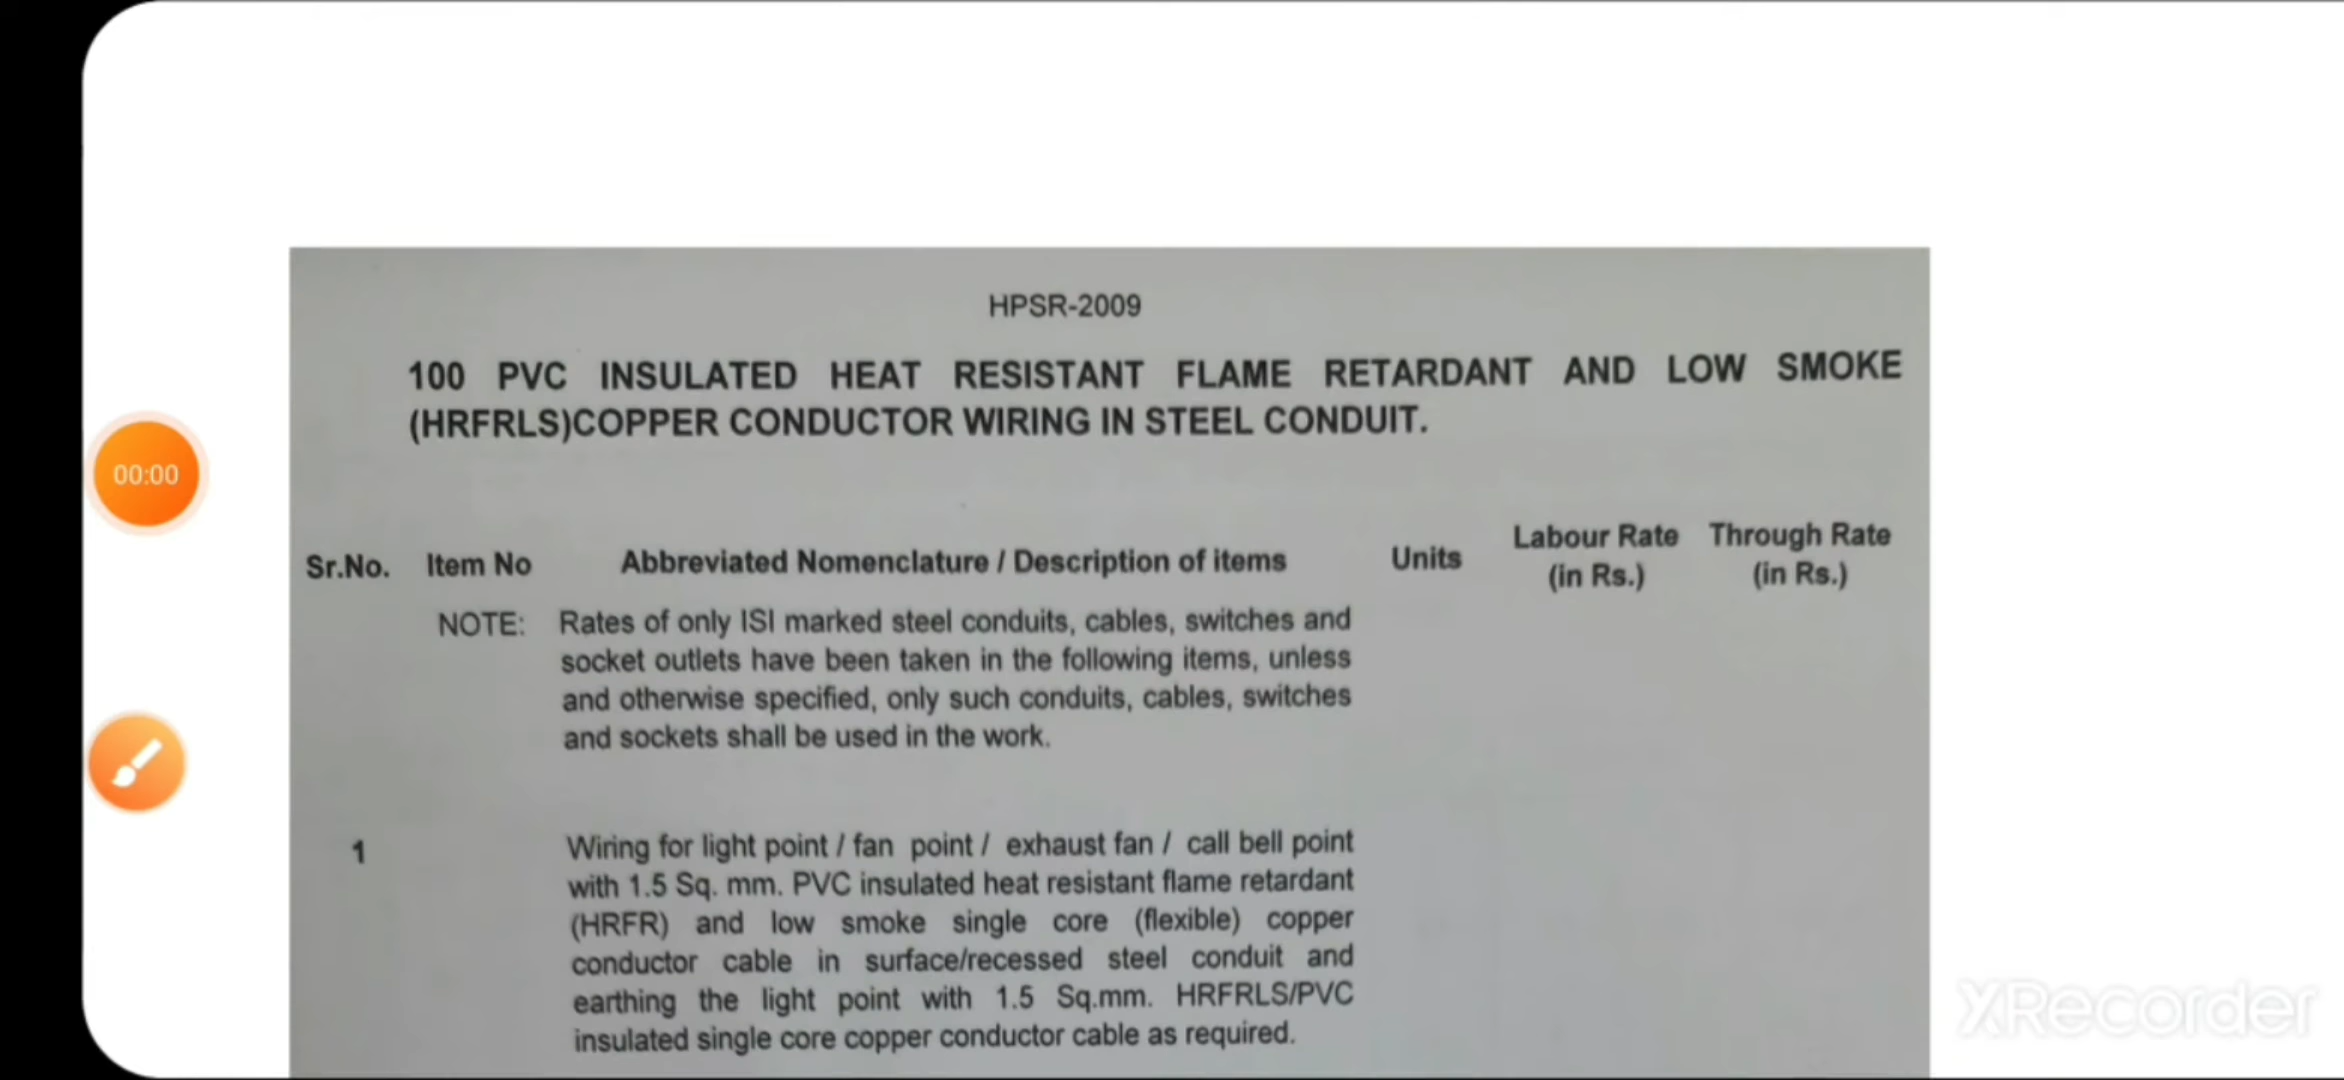 HPSR-2009
100 PVC INSULATED HEAT RESISTANT FLAME RETARDANT AND LOW SMOKE
(HRFRLS)COPPER CONDUCTOR WIRING IN STEEL CONDUIT.
00:00
Sr.No. Item No Abbreviated Nomenclature / Description of items Units Labour Rate (in Rs.) Through Rate (in Rs.)
NOTE: Rates of only ISI marked steel conduits, cables, switches and
socket outlets have been taken in the following items, unless
and otherwise specified, only such conduits, cables, switches
and sockets shall be used in the work.
1 Wiring for light point / fan point / exhaust fan / call bell point
with 1.5 Sq. mm. PVC insulated heat resistant flame retardant
(HRFR) and low smoke single core (flexible) copper
conductor cable in surface/recessed steel conduit and
earthing the light point with 1.5 Sq.mm. HRFRLS/PVC
insulated single core copper conductor cable as required.
XRecorder